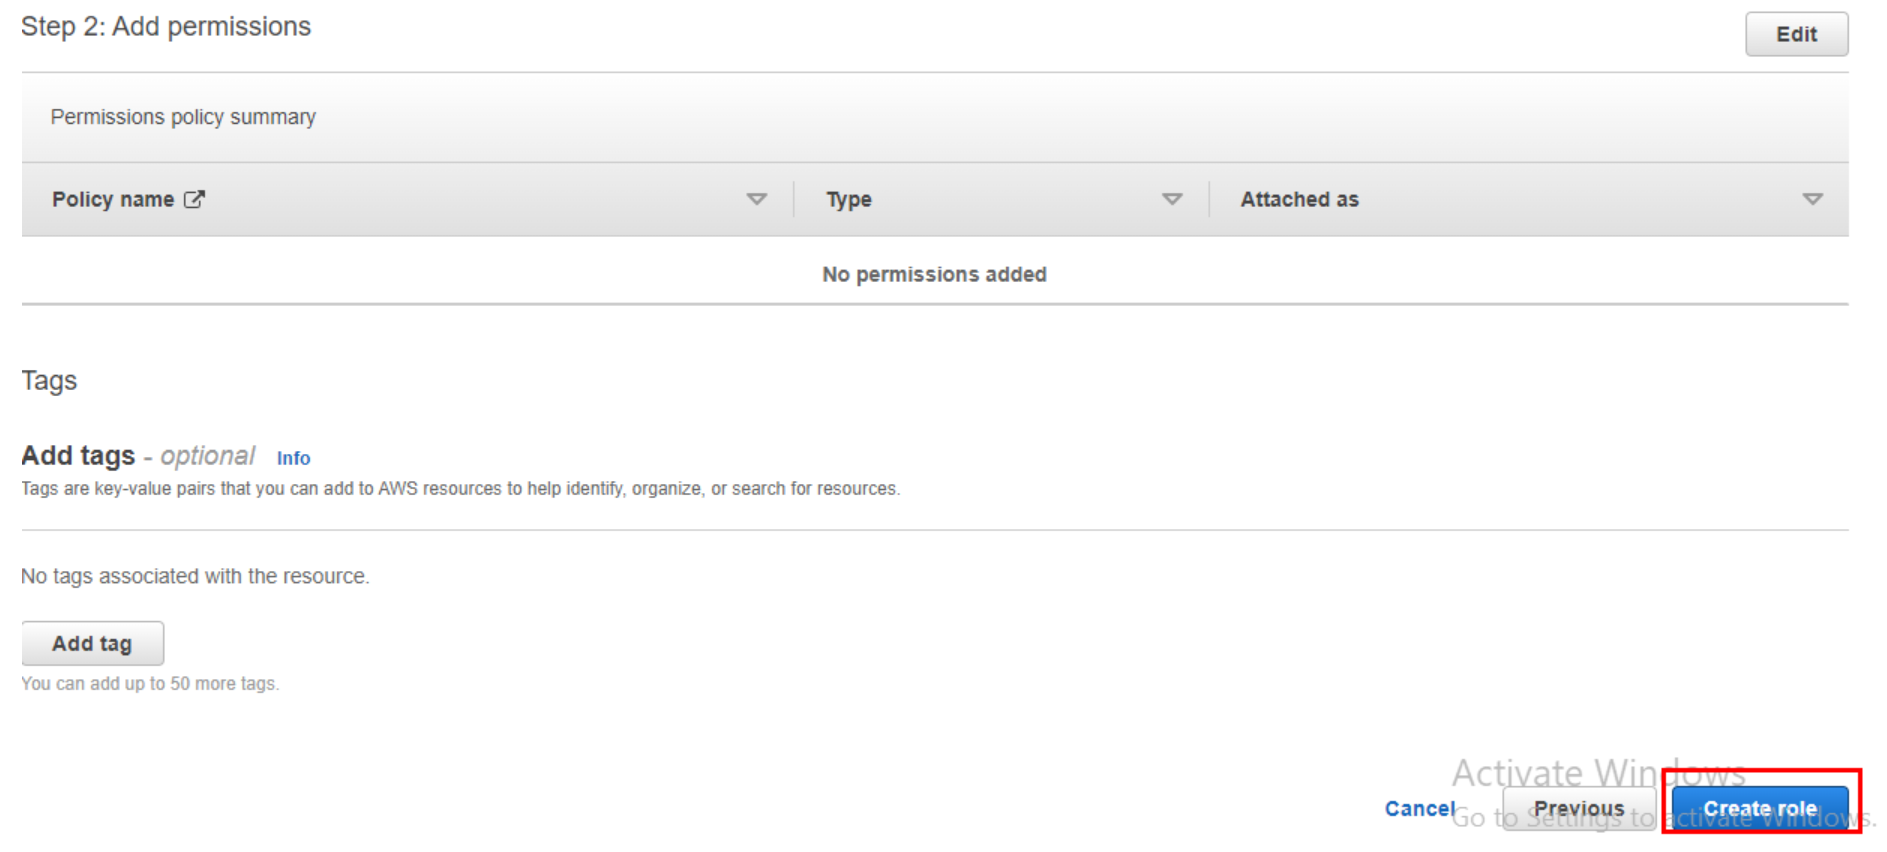 Step 2: Add permissions
Edit
Permissions policy summary
Policy name
Type
Attached as
No permissions added
Tags
Add tags - optional Info
Tags are key-value pairs that you can add to AWS resources to help identify, organize, or search for resources.
No tags associated with the resource.
Add tag
You can add up to 50 more tags.
Activate Windows
Go to Settings to activate Windows.
Cancel
Previous
Create role